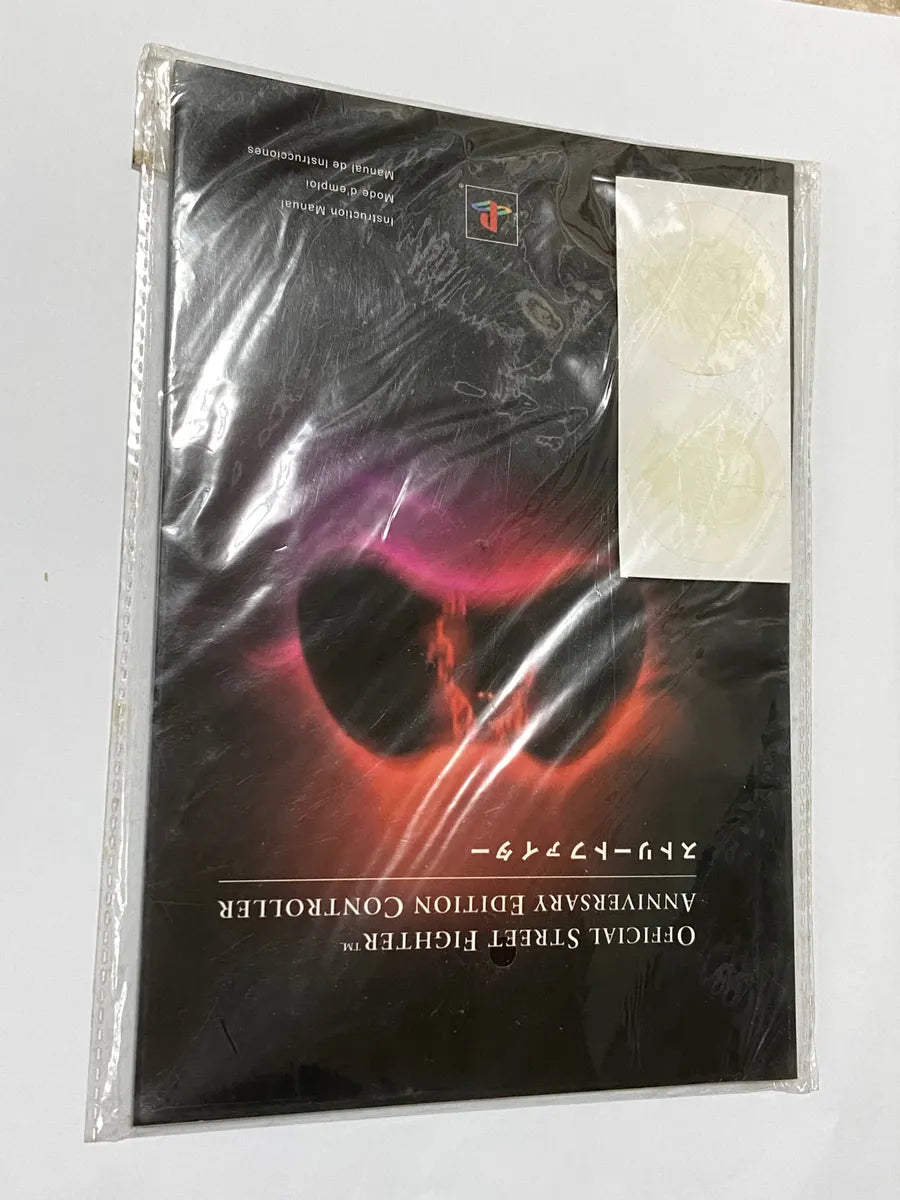 OFFICIAL STREET FIGHTER™
ANNIVERSARY EDITION CONTROLLER
ストリートファイター
Instruction Manual
Mode d'emploi
Manual de Instrucciones